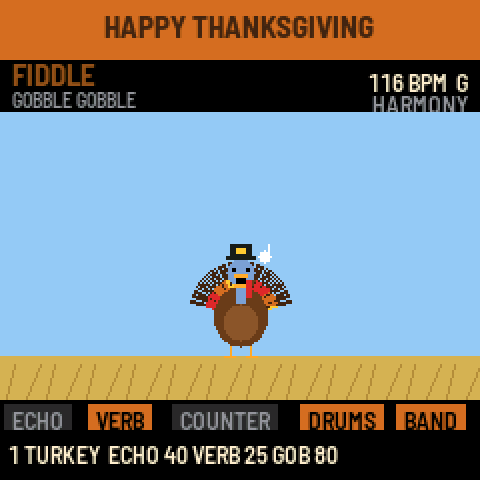 HAPPY THANKSGIVING
FIDDLE
GOBBLE GOBBLE
116 BPM G
HARMONY
ECHO VERB COUNTER DRUMS BAND
1 TURKEY ECHO 40 VERB 25 GOB 80